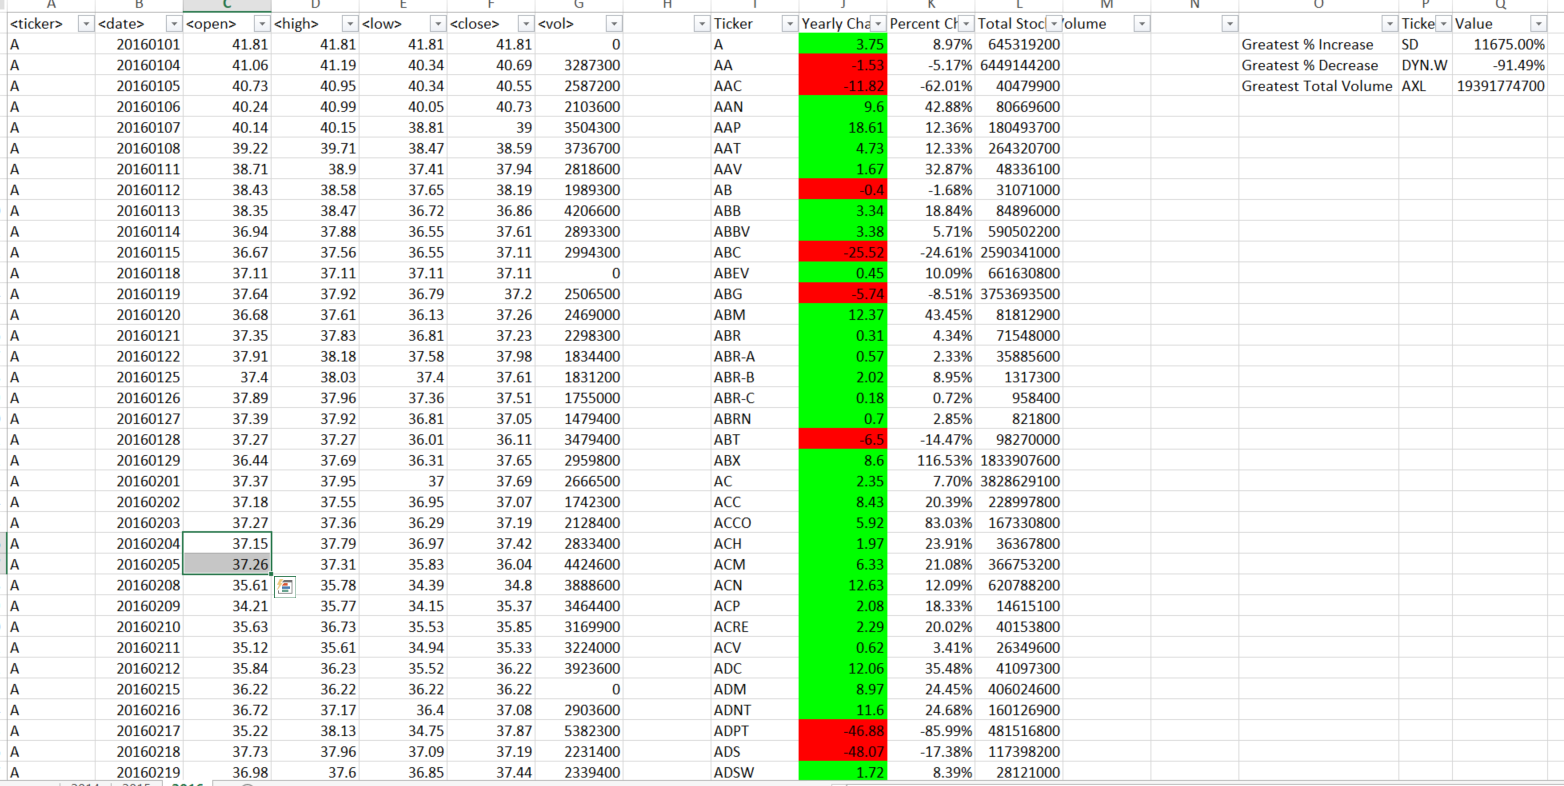 A B C D E F G H I J K L M N O P Q
<ticker> <date> <open> <high> <low> <close> <vol> Ticker Yearly Cha Percent Ch Total Stoc Volume Ticke Value
A 20160101 41.81 41.81 41.81 41.81 0 A 3.75 8.97% 645319200 Greatest % Increase SD 11675.00%
A 20160104 41.06 41.19 40.34 40.69 3287300 AA -1.53 -5.17% 6449144200 Greatest % Decrease DYN.W -91.49%
A 20160105 40.73 40.95 40.34 40.55 2587200 AAC -11.82 -62.01% 40479900 Greatest Total Volume AXL 19391774700
A 20160106 40.24 40.99 40.05 40.73 2103600 AAN 9.6 42.88% 80669600
A 20160107 40.14 40.15 38.81 39 3504300 AAP 18.61 12.36% 180493700
A 20160108 39.22 39.71 38.47 38.59 3736700 AAT 4.73 12.33% 264320700
A 20160111 38.71 38.9 37.41 37.94 2818600 AAV 1.67 32.87% 48336100
A 20160112 38.43 38.58 37.65 38.19 1989300 AB -0.4 -1.68% 31071000
A 20160113 38.35 38.47 36.72 36.86 4206600 ABB 3.34 18.84% 84896000
A 20160114 36.94 37.88 36.55 37.61 2893300 ABBV 3.38 5.71% 590502200
A 20160115 36.67 37.56 36.55 37.11 2994300 ABC -25.52 -24.61% 2590341000
A 20160118 37.11 37.11 37.11 37.11 0 ABEV 0.45 10.09% 661630800
A 20160119 37.64 37.92 36.79 37.2 2506500 ABG -5.74 -8.51% 3753693500
A 20160120 36.68 37.61 36.13 37.26 2469000 ABM 12.37 43.45% 81812900
A 20160121 37.35 37.83 36.81 37.23 2298300 ABR 0.31 4.34% 71548000
A 20160122 37.91 38.18 37.58 37.98 1834400 ABR-A 0.57 2.33% 35885600
A 20160125 37.4 38.03 37.4 37.61 1831200 ABR-B 2.02 8.95% 1317300
A 20160126 37.89 37.96 37.36 37.51 1755000 ABR-C 0.18 0.72% 958400
A 20160127 37.39 37.92 36.81 37.05 1479400 ABRN 0.7 2.85% 821800
A 20160128 37.27 37.27 36.01 36.11 3479400 ABT -6.5 -14.47% 98270000
A 20160129 36.44 37.69 36.31 37.65 2959800 ABX 8.6 116.53% 1833907600
A 20160201 37.37 37.95 37 37.69 2666500 AC 2.35 7.70% 3828629100
A 20160202 37.18 37.55 36.95 37.07 1742300 ACC 8.43 20.39% 228997800
A 20160203 37.27 37.36 36.29 37.19 2128400 ACCO 5.92 83.03% 167330800
A 20160204 37.15 37.79 36.97 37.42 2833400 ACH 1.97 23.91% 36367800
A 20160205 37.26 37.31 35.83 36.04 4424600 ACM 6.33 21.08% 366753200
A 20160208 35.61 35.78 34.39 34.8 3888600 ACN 12.63 12.09% 620788200
A 20160209 34.21 35.77 34.15 35.37 3464400 ACP 2.08 18.33% 14615100
A 20160210 35.63 36.73 35.53 35.85 3169900 ACRE 2.29 20.02% 40153800
A 20160211 35.12 35.61 34.94 35.33 3224000 ACV 0.62 3.41% 26349600
A 20160212 35.84 36.23 35.52 36.22 3923600 ADC 12.06 35.48% 41097300
A 20160215 36.22 36.22 36.22 36.22 0 ADM 8.97 24.45% 406024600
A 20160216 36.72 37.17 36.4 37.08 2903600 ADNT 11.6 24.68% 160126900
A 20160217 35.22 38.13 34.75 37.87 5382300 ADPT -46.88 -85.99% 481516800
A 20160218 37.73 37.96 37.09 37.19 2231400 ADS -48.07 -17.38% 117398200
A 20160219 36.98 37.6 36.85 37.44 2339400 ADSW 1.72 8.39% 28121000
2014 2015 2016